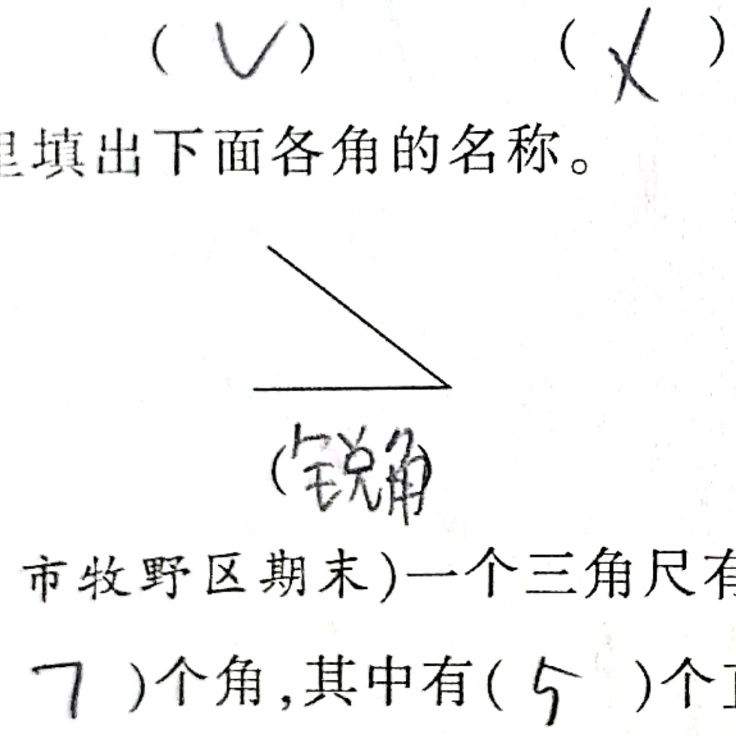 (√) (×)
里填出下面各角的名称。
(锐角)
市牧野区期末)一个三角尺有
7)个角,其中有(5)个直